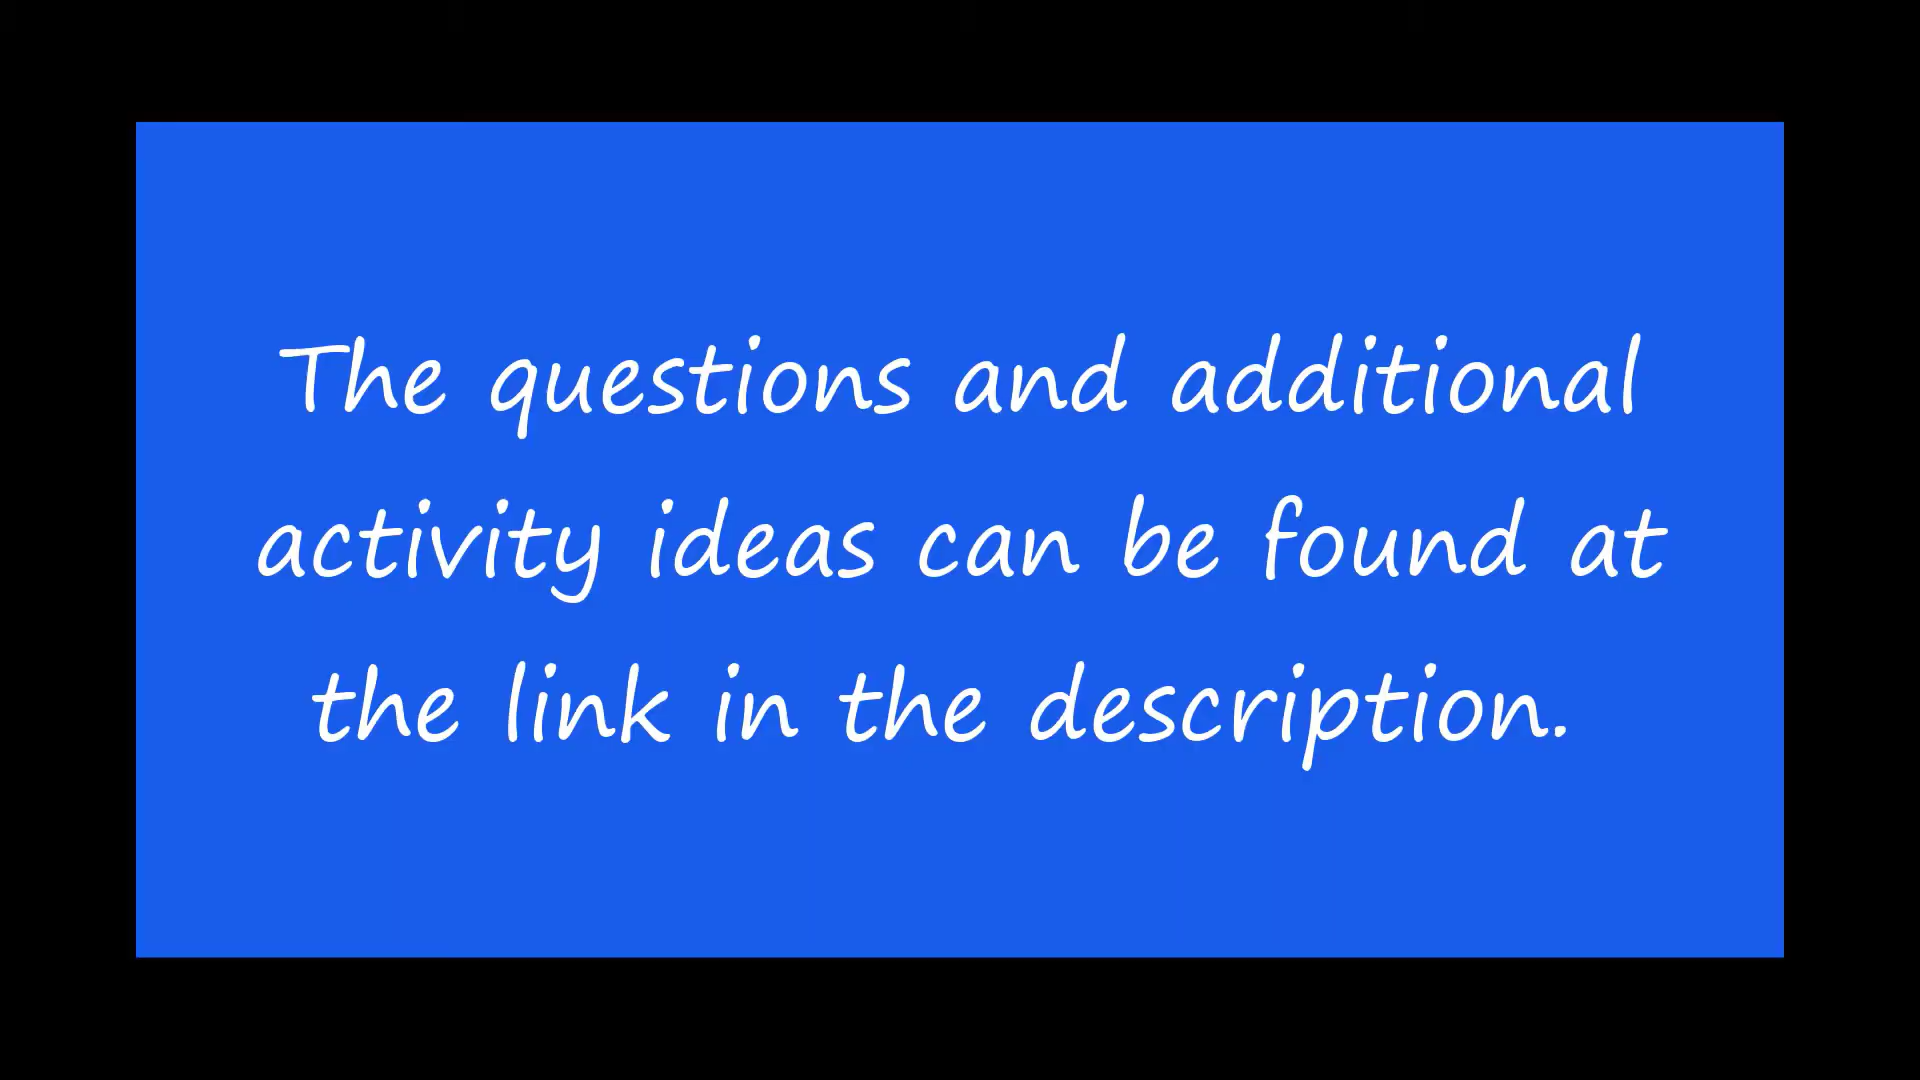 The questions and additional
activity ideas can be found at
the link in the description.